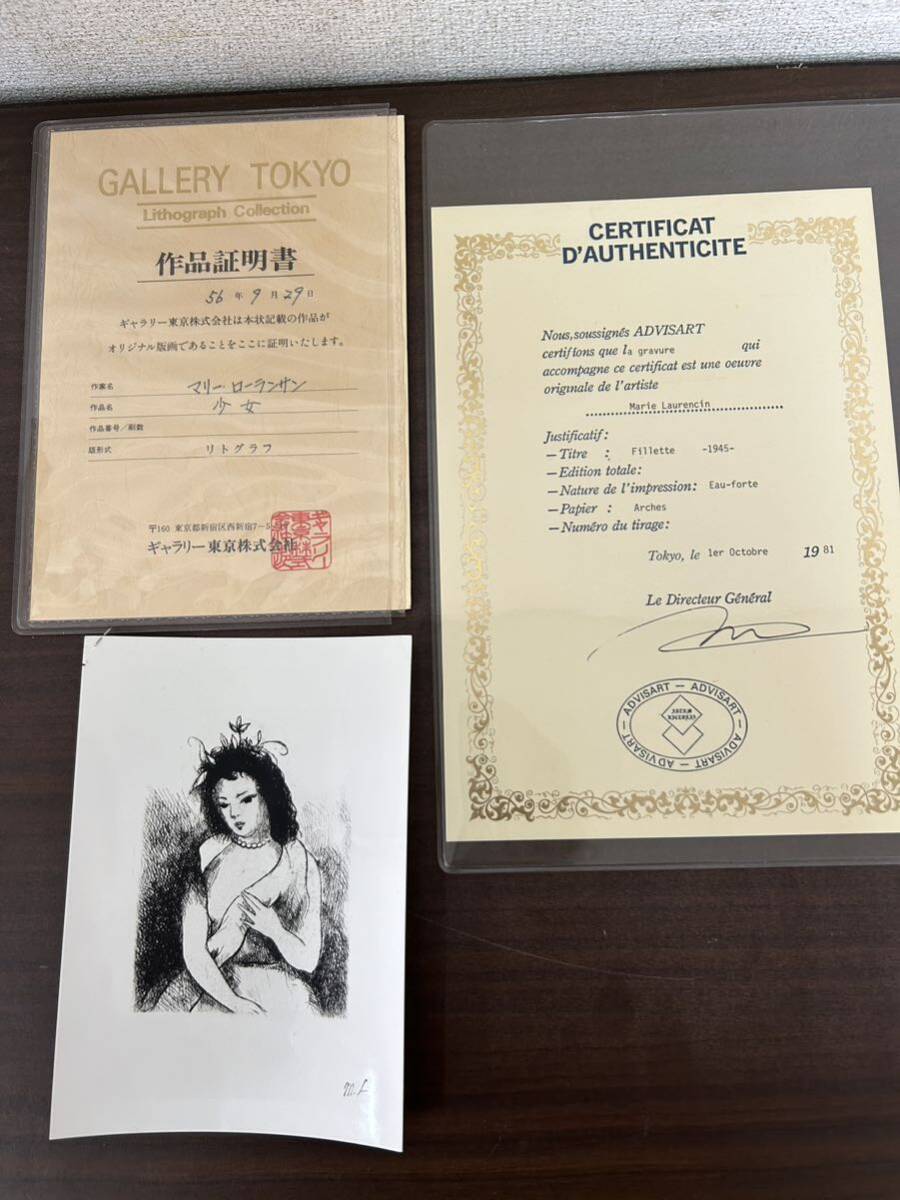 GALLERY TOKYO
Lithograph Collection
作品証明書
56年9月29日
ギャラリー東京株式会社は本状記載の作品が
オリジナル版画であることをここに証明いたします。
作家名 マリー・ローランサン
作品名 少女
作品番号/刷数
版形式 リトグラフ
〒160 東京都新宿区西新宿7-5
ギャラリー東京株式会社
CERTIFICAT
D'AUTHENTICITE
Nous,soussignés ADVISART
certifions que la gravure qui
accompagne ce certificat est une oeuvre
originale de l'artiste
Marie Laurencin
Justificatif:
—Titre : Fillette -1945-
—Edition totale:
—Nature de l'impression: Eau-forte
—Papier : Arches
—Numéro du tirage:
Tokyo, le 1er Octobre 1981
Le Directeur Général
ADVISART — ADVISART — ADVISART — ADVISART —
M.L